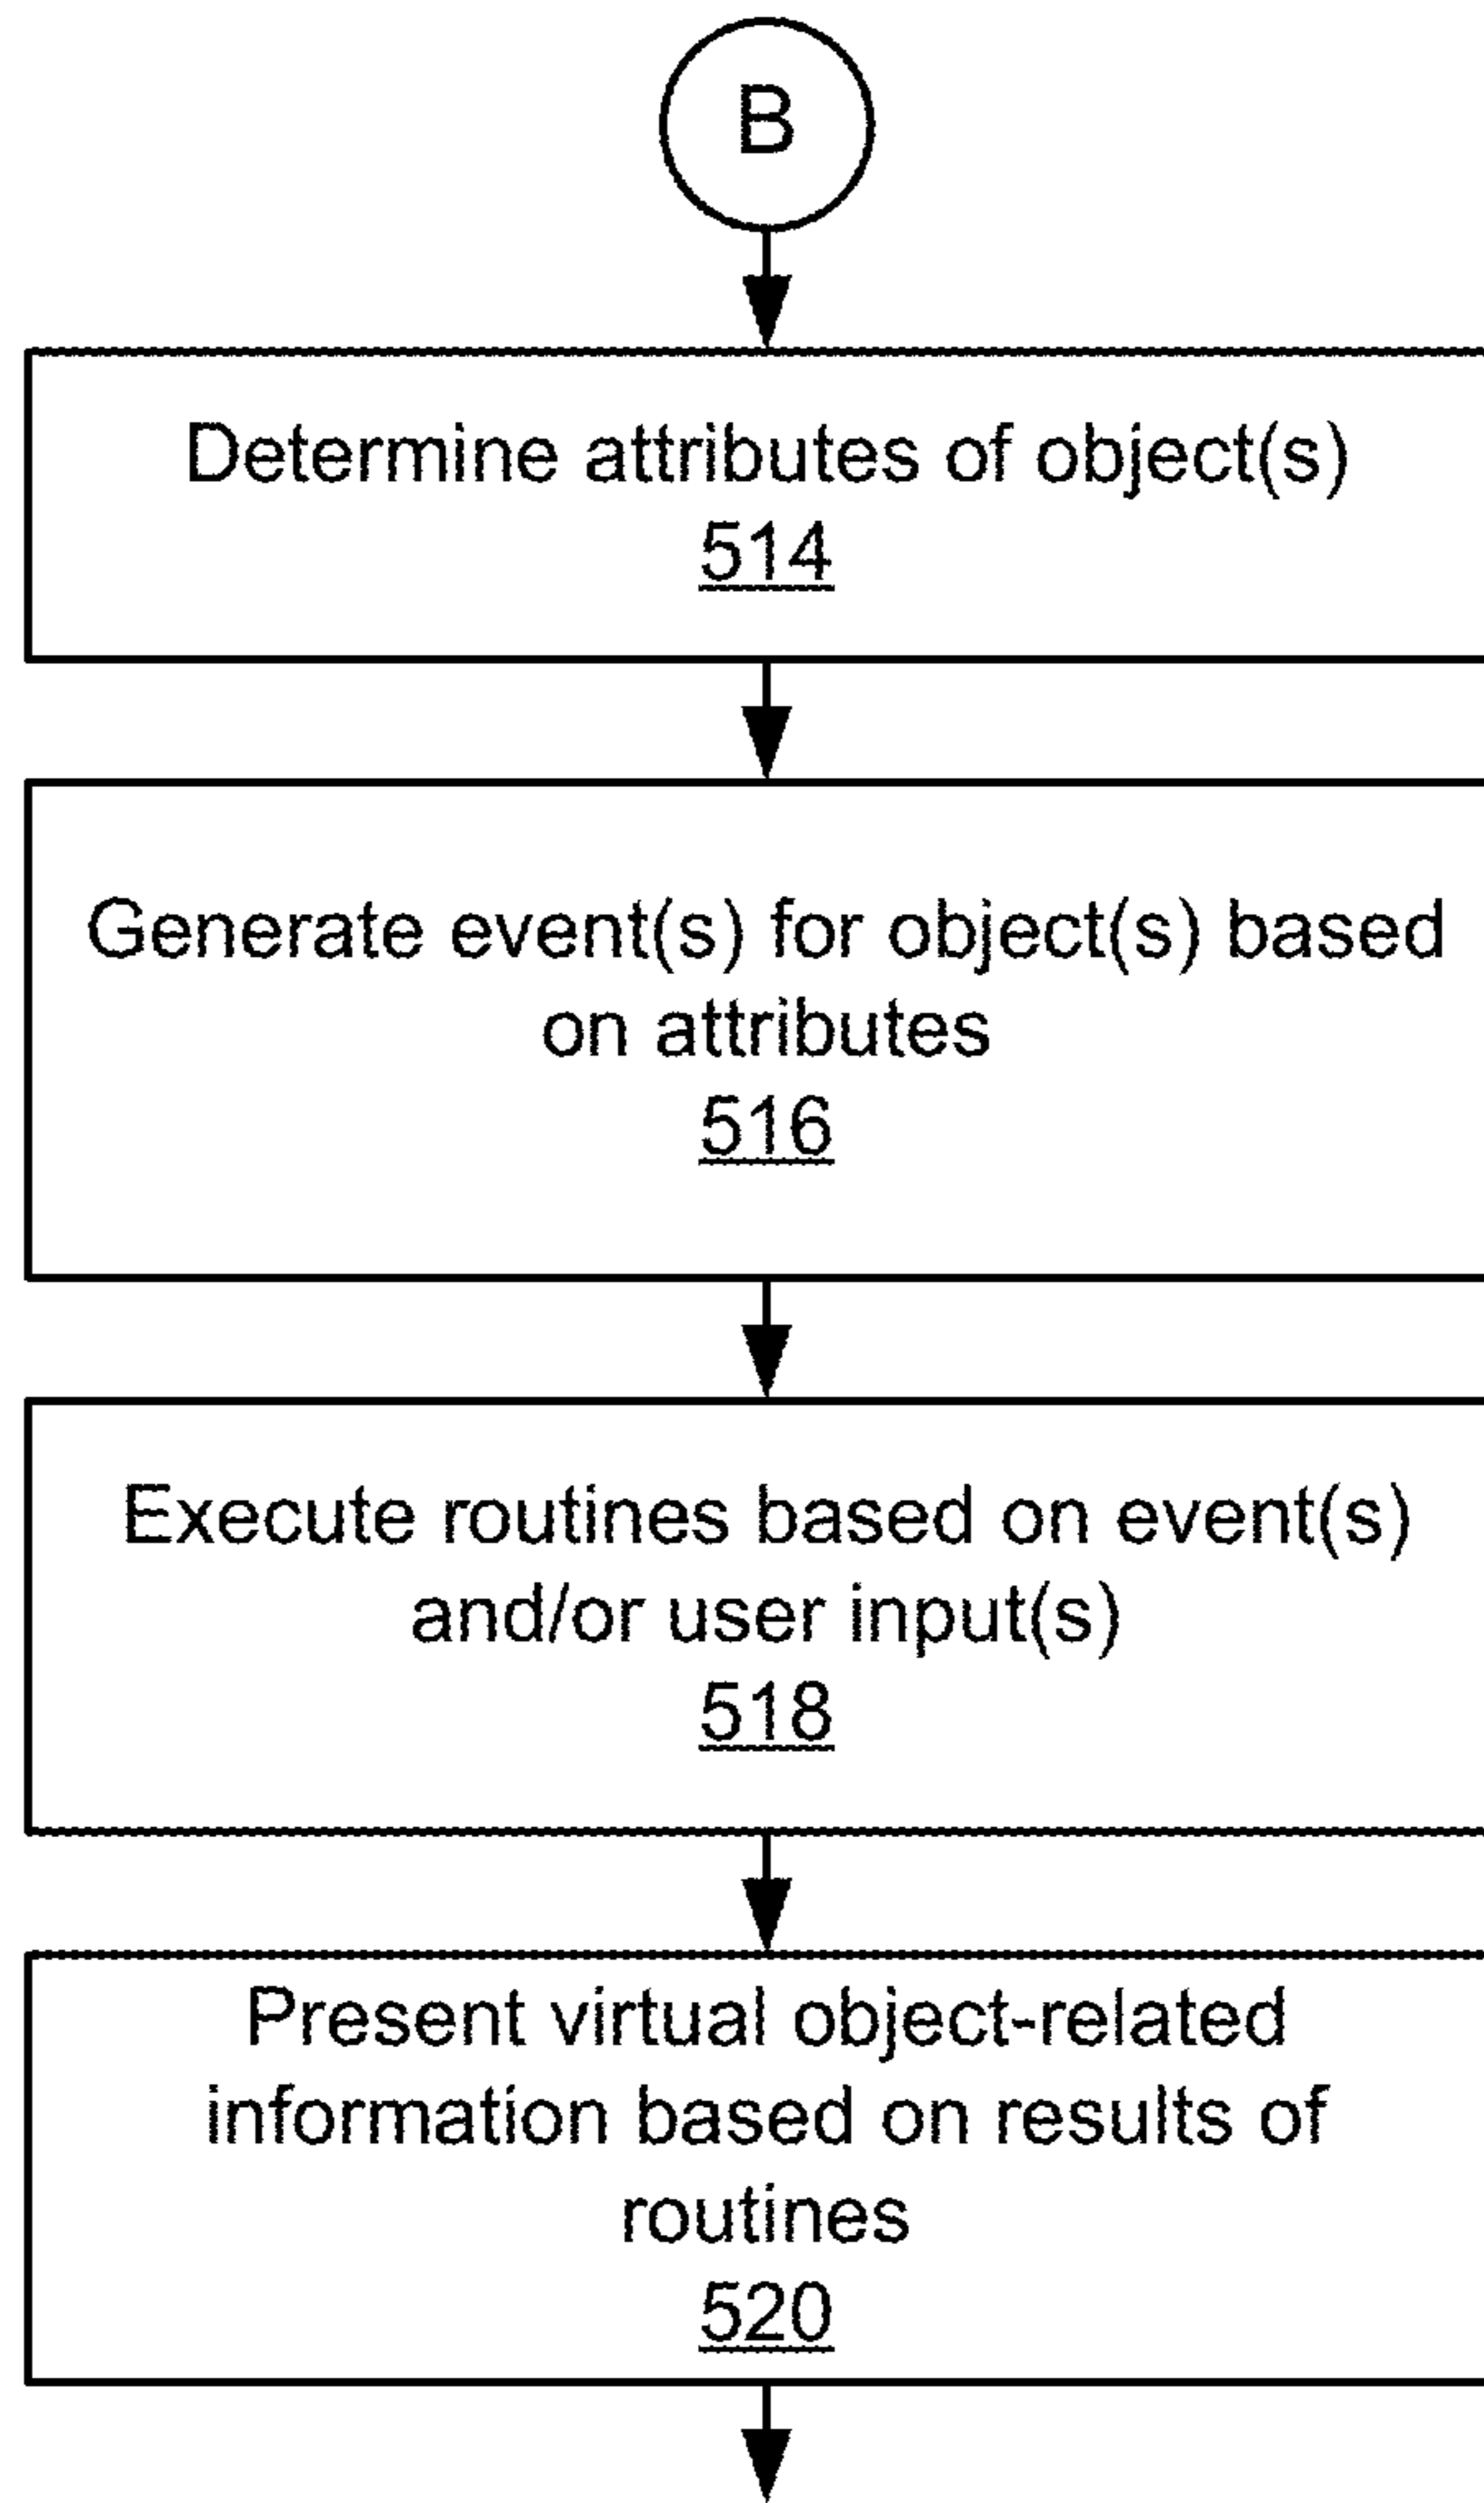 B
Determine attributes of object(s)
514
Generate event(s) for object(s) based
on attributes
516
Execute routines based on event(s)
and/or user input(s)
518
Present virtual object-related
information based on results of
routines
520